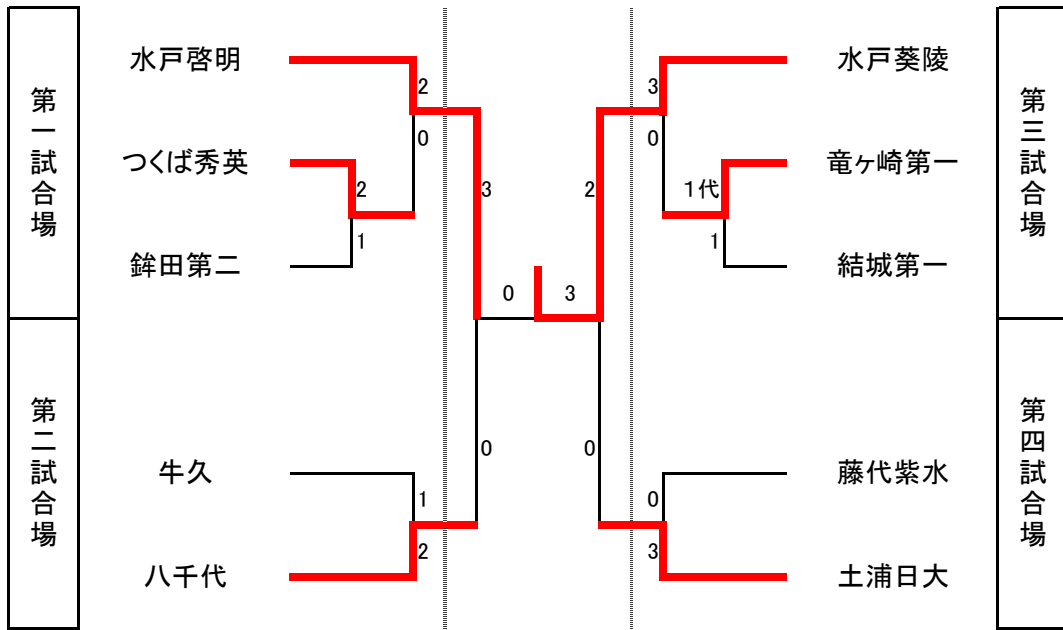 第一試合場
第二試合場
水戸啓明
つくば秀英
鉾田第二
牛久
八千代
2
0
2
1
3
0
1
2
0
3
2
0
3
0
1代
1
0
3
水戸葵陵
竜ヶ崎第一
結城第一
藤代紫水
土浦日大
第三試合場
第四試合場